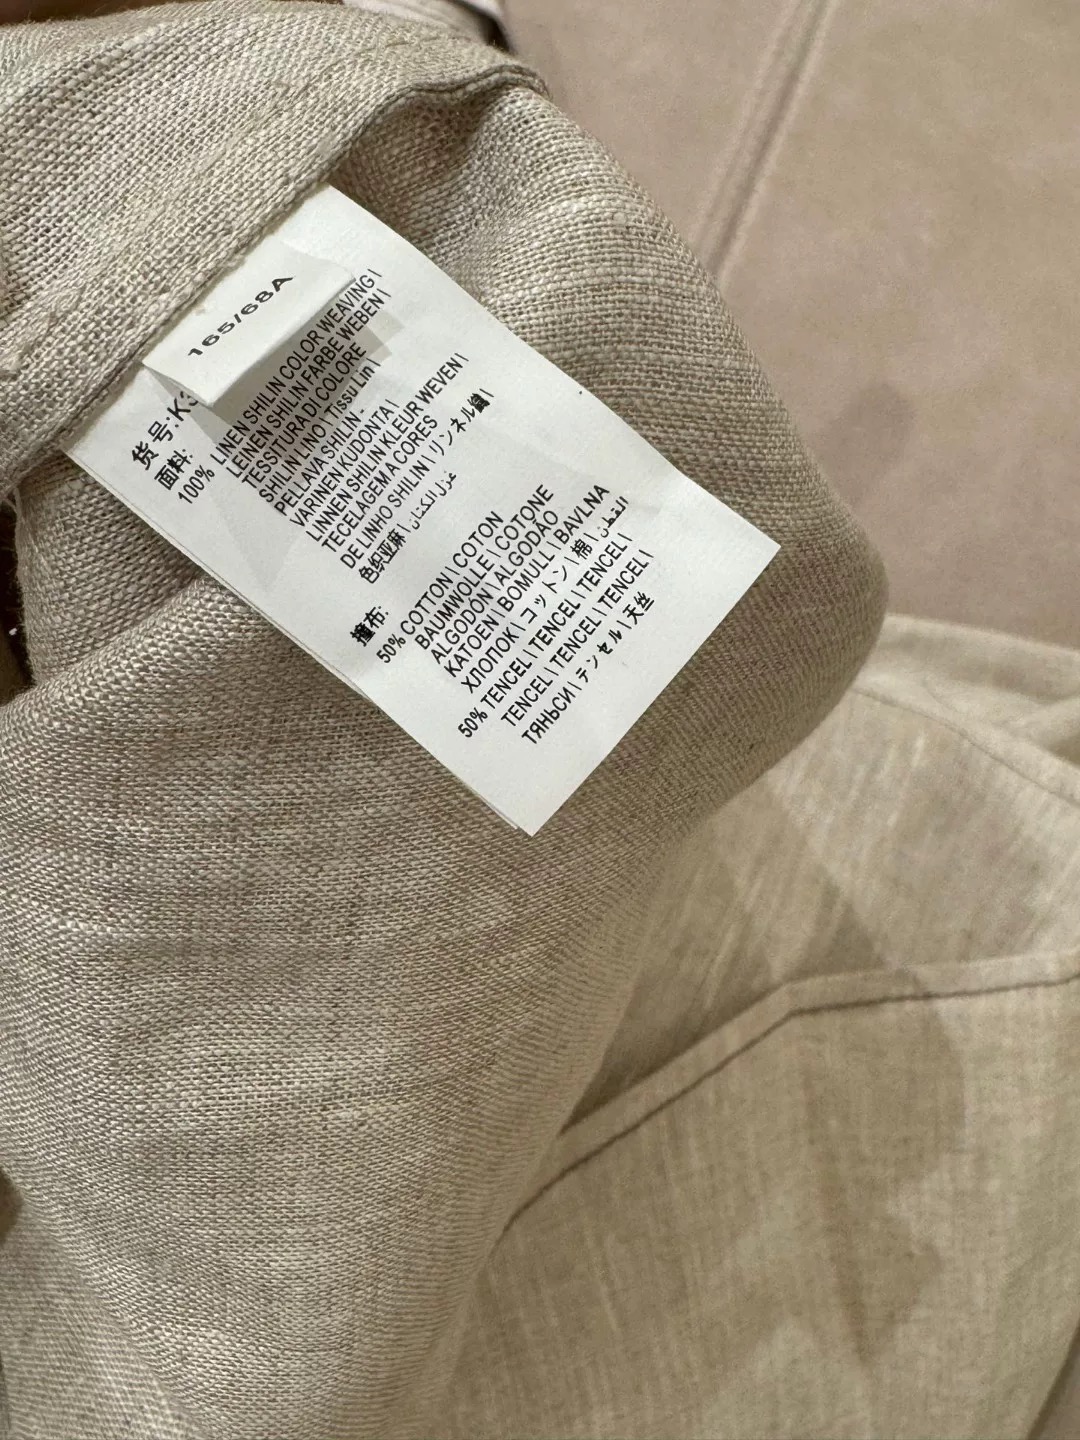 165/68A
货号:K3
面料:
100% LINEN SHILIN COLOR WEAVING|
LEINEN SHILIN FARBE WEBEN|
TESSITURA DI COLORE
SHILIN LINO\Tissu Lin|
PELLAVA SHILIN-
VARINEN KUDONTA|
LINNEN SHILIN KLEUR WEVEN|
TECELAGEM A CORES
DE LINHO SHILIN|リンネル織|
色织亚麻|غزل الكتان|
撞布:
50% COTTON|COTON
BAUMWOLLE|COTONE
ALGODON|ALGODÃO
KATOEN|BOMULL|BAVLNA
ХЛОПОК|コットン|棉|القطن|
50% TENCEL|TENCEL|TENCEL|
TENCEL|TENCEL|TENCEL|
ТЯНЬСИ|テンセル|天丝